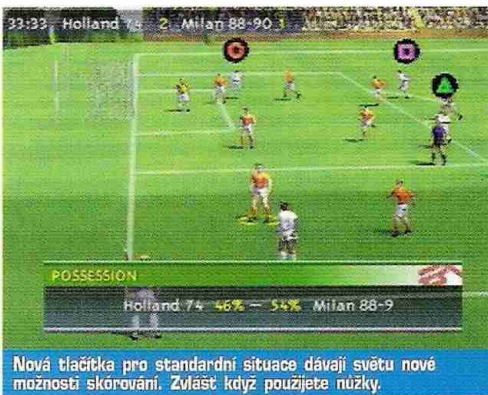 33:33 Holland 74 2 Milan 88-90 1
POSSESSION
Holland 74 46% — 54% Milan 88-9
Nová tlačítka pro standardní situace dávají světu nové
možnosti skórování. Zvlášť když použijete nůžky.